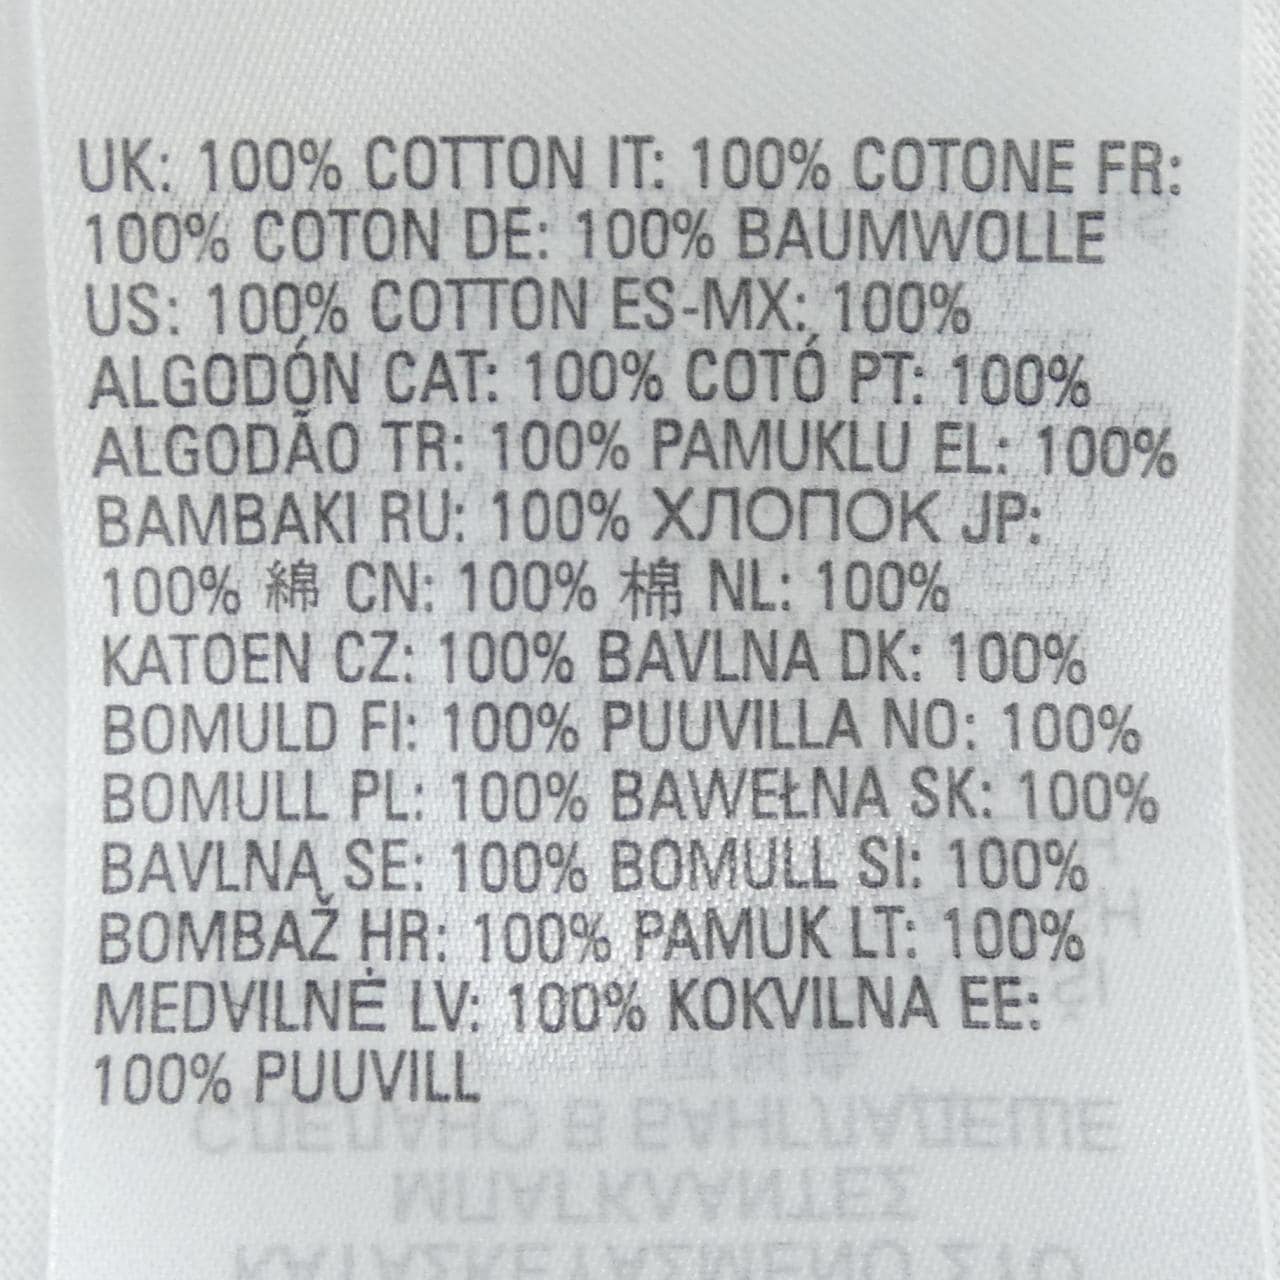 UK: 100% COTTON IT: 100% COTONE FR:
100% COTON DE: 100% BAUMWOLLE
US: 100% COTTON ES-MX: 100%
ALGODÓN CAT: 100% COTÓ PT: 100%
ALGODÃO TR: 100% PAMUKLU EL: 100%
BAMBAKI RU: 100% ХЛОПОК JP:
100% 綿 CN: 100% 棉 NL: 100%
KATOEN CZ: 100% BAVLNA DK: 100%
BOMULD FI: 100% PUUVILLA NO: 100%
BOMULL PL: 100% BAWEŁNA SK: 100%
BAVLNA SE: 100% BOMULL SI: 100%
BOMBAŽ HR: 100% PAMUK LT: 100%
MEDVILNĖ LV: 100% KOKVILNA EE:
100% PUUVILL
СДЕЛАНО В БАНГЛАДЕШЕ